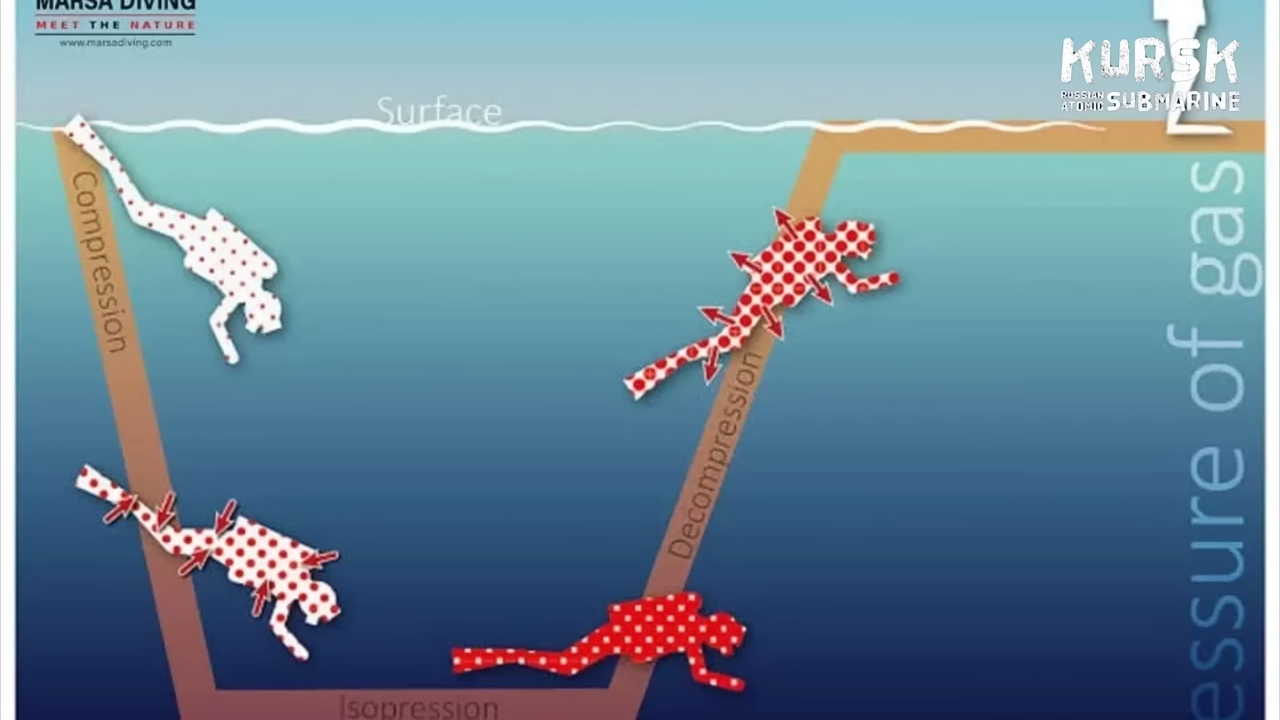 MARSA DIVING
MEET THE NATURE
www.marsadiving.com
KURSK
RUSSIAN
ATOMIC
SUBMARINE
Surface
Compression
Decompression
Isopression
essure of gas